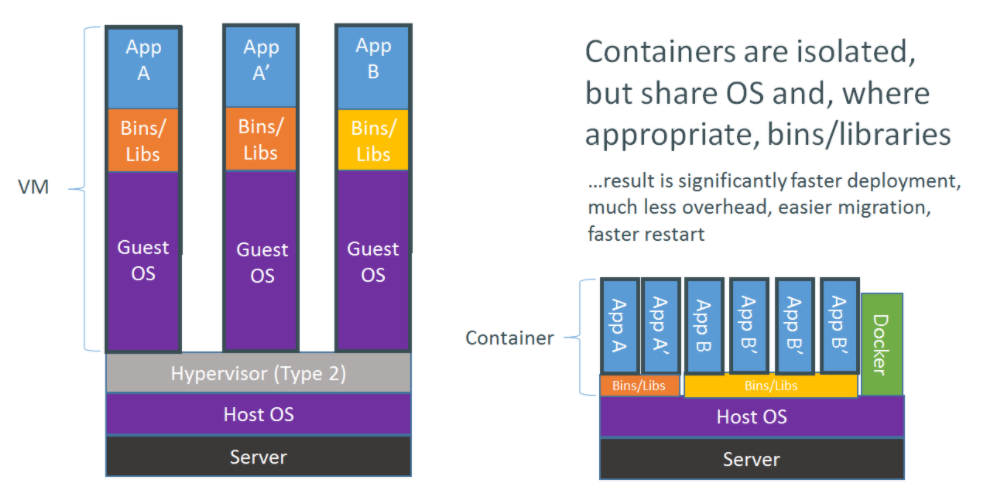 VM
App
A
Bins/
Libs
Guest
OS
App
A’
Bins/
Libs
Guest
OS
App
B
Bins/
Libs
Guest
OS
Hypervisor (Type 2)
Host OS
Server
Containers are isolated,
but share OS and, where
appropriate, bins/libraries
...result is significantly faster deployment,
much less overhead, easier migration,
faster restart
Container
App A
App A’
App B
App B’
App B’
App B’
Docker
Bins/Libs
Bins/Libs
Host OS
Server